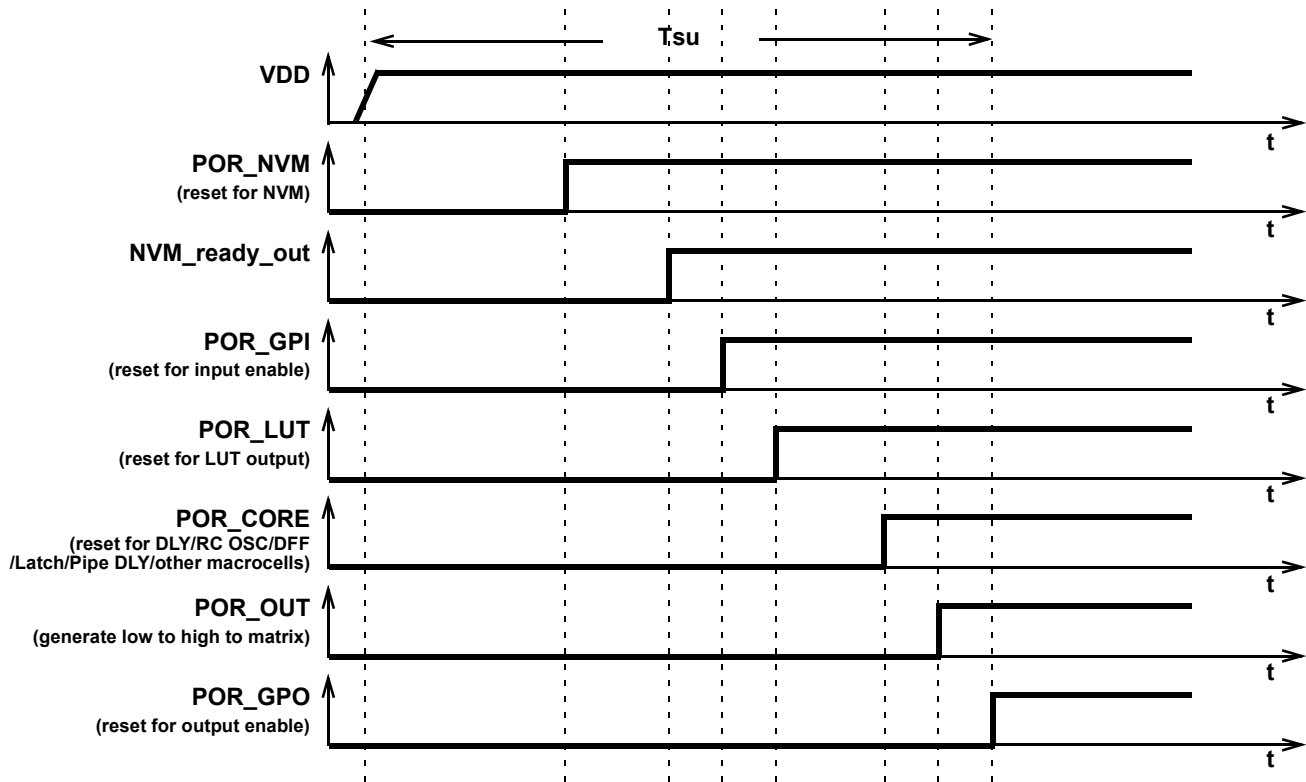 Tsu
VDD
t
POR_NVM
(reset for NVM)
t
NVM_ready_out
t
POR_GPI
(reset for input enable)
t
POR_LUT
(reset for LUT output)
t
POR_CORE
(reset for DLY/RC OSC/DFF
/Latch/Pipe DLY/other macrocells)
t
POR_OUT
(generate low to high to matrix)
t
POR_GPO
(reset for output enable)
t